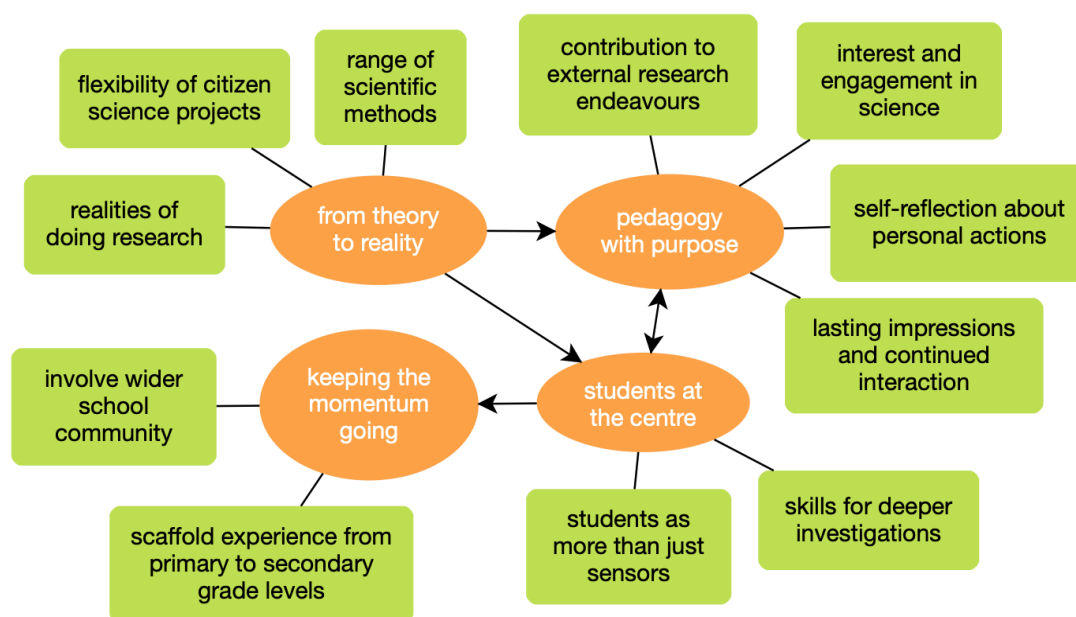 flexibility of citizen
science projects
range of
scientific
methods
contribution to
external research
endeavours
interest and
engagement in
science
realities of
doing research
from theory
to reality
pedagogy
with purpose
self-reflection about
personal actions
lasting impressions
and continued
interaction
involve wider
school
community
keeping the
momentum
going
students at
the centre
scaffold experience from
primary to secondary
grade levels
students as
more than just
sensors
skills for deeper
investigations